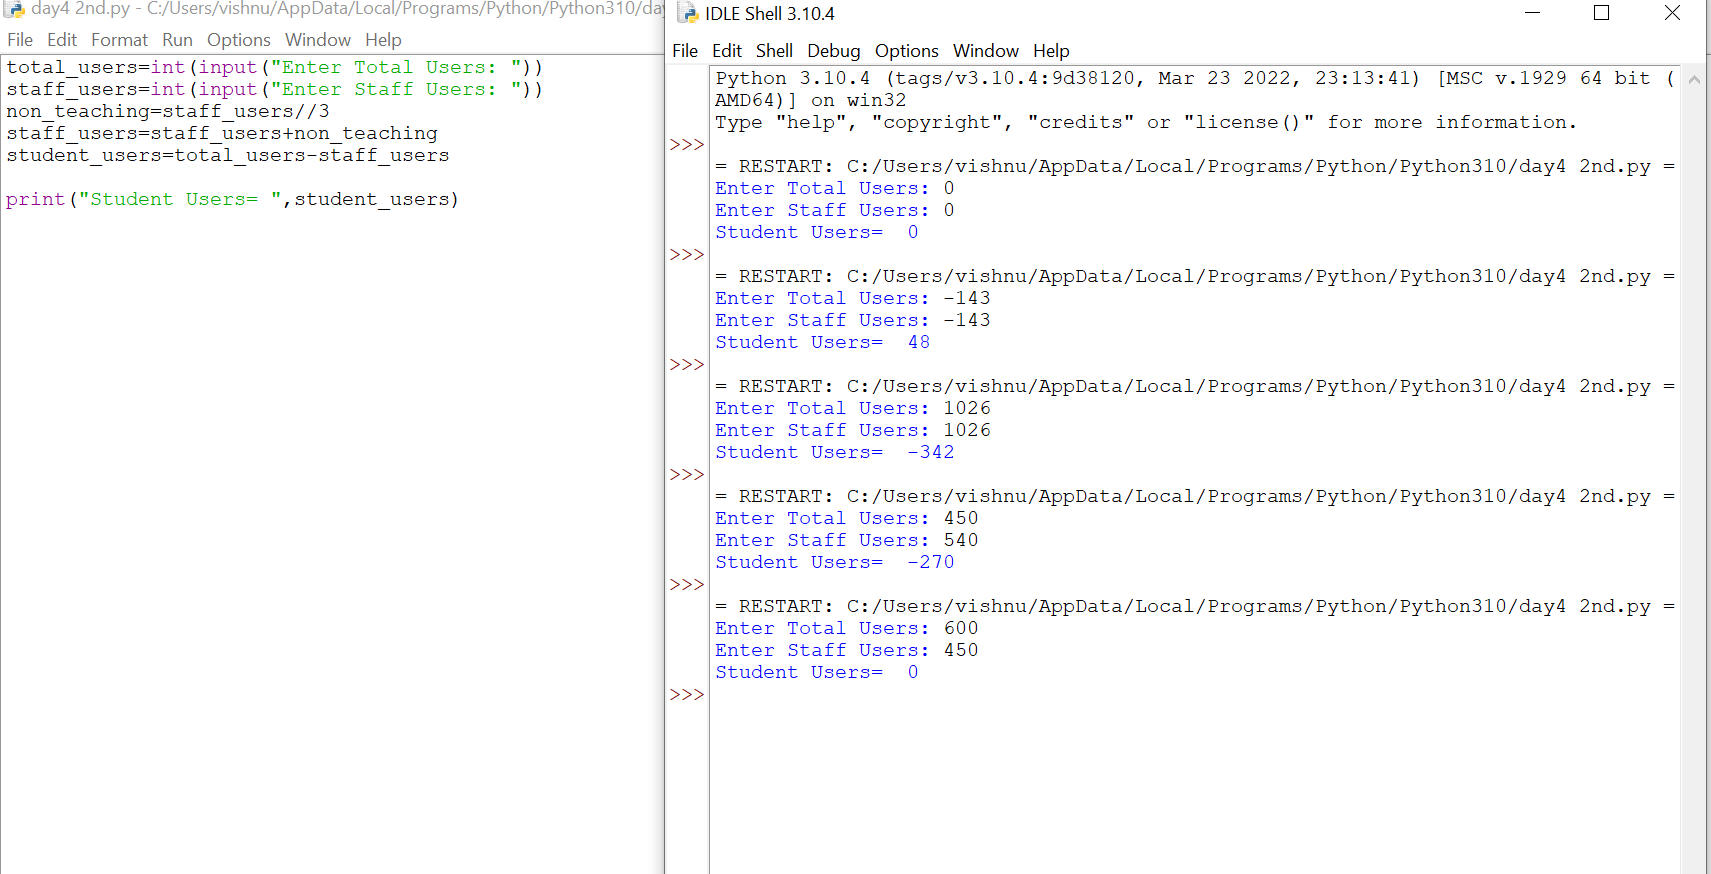 day4 2nd.py - C:/Users/vishnu/AppData/Local/Programs/Python/Python310/day
File Edit Format Run Options Window Help
total_users=int(input("Enter Total Users: "))
staff_users=int(input("Enter Staff Users: "))
non_teaching=staff_users//3
staff_users=staff_users+non_teaching
student_users=total_users-staff_users
print("Student Users= ",student_users)
IDLE Shell 3.10.4
File Edit Shell Debug Options Window Help
Python 3.10.4 (tags/v3.10.4:9d38120, Mar 23 2022, 23:13:41) [MSC v.1929 64 bit (
AMD64)] on win32
Type "help", "copyright", "credits" or "license()" for more information.
>>>
= RESTART: C:/Users/vishnu/AppData/Local/Programs/Python/Python310/day4 2nd.py =
Enter Total Users: 0
Enter Staff Users: 0
Student Users=  0
>>>
= RESTART: C:/Users/vishnu/AppData/Local/Programs/Python/Python310/day4 2nd.py =
Enter Total Users: -143
Enter Staff Users: -143
Student Users=  48
>>>
= RESTART: C:/Users/vishnu/AppData/Local/Programs/Python/Python310/day4 2nd.py =
Enter Total Users: 1026
Enter Staff Users: 1026
Student Users=  -342
>>>
= RESTART: C:/Users/vishnu/AppData/Local/Programs/Python/Python310/day4 2nd.py =
Enter Total Users: 450
Enter Staff Users: 540
Student Users=  -270
>>>
= RESTART: C:/Users/vishnu/AppData/Local/Programs/Python/Python310/day4 2nd.py =
Enter Total Users: 600
Enter Staff Users: 450
Student Users=  0
>>>